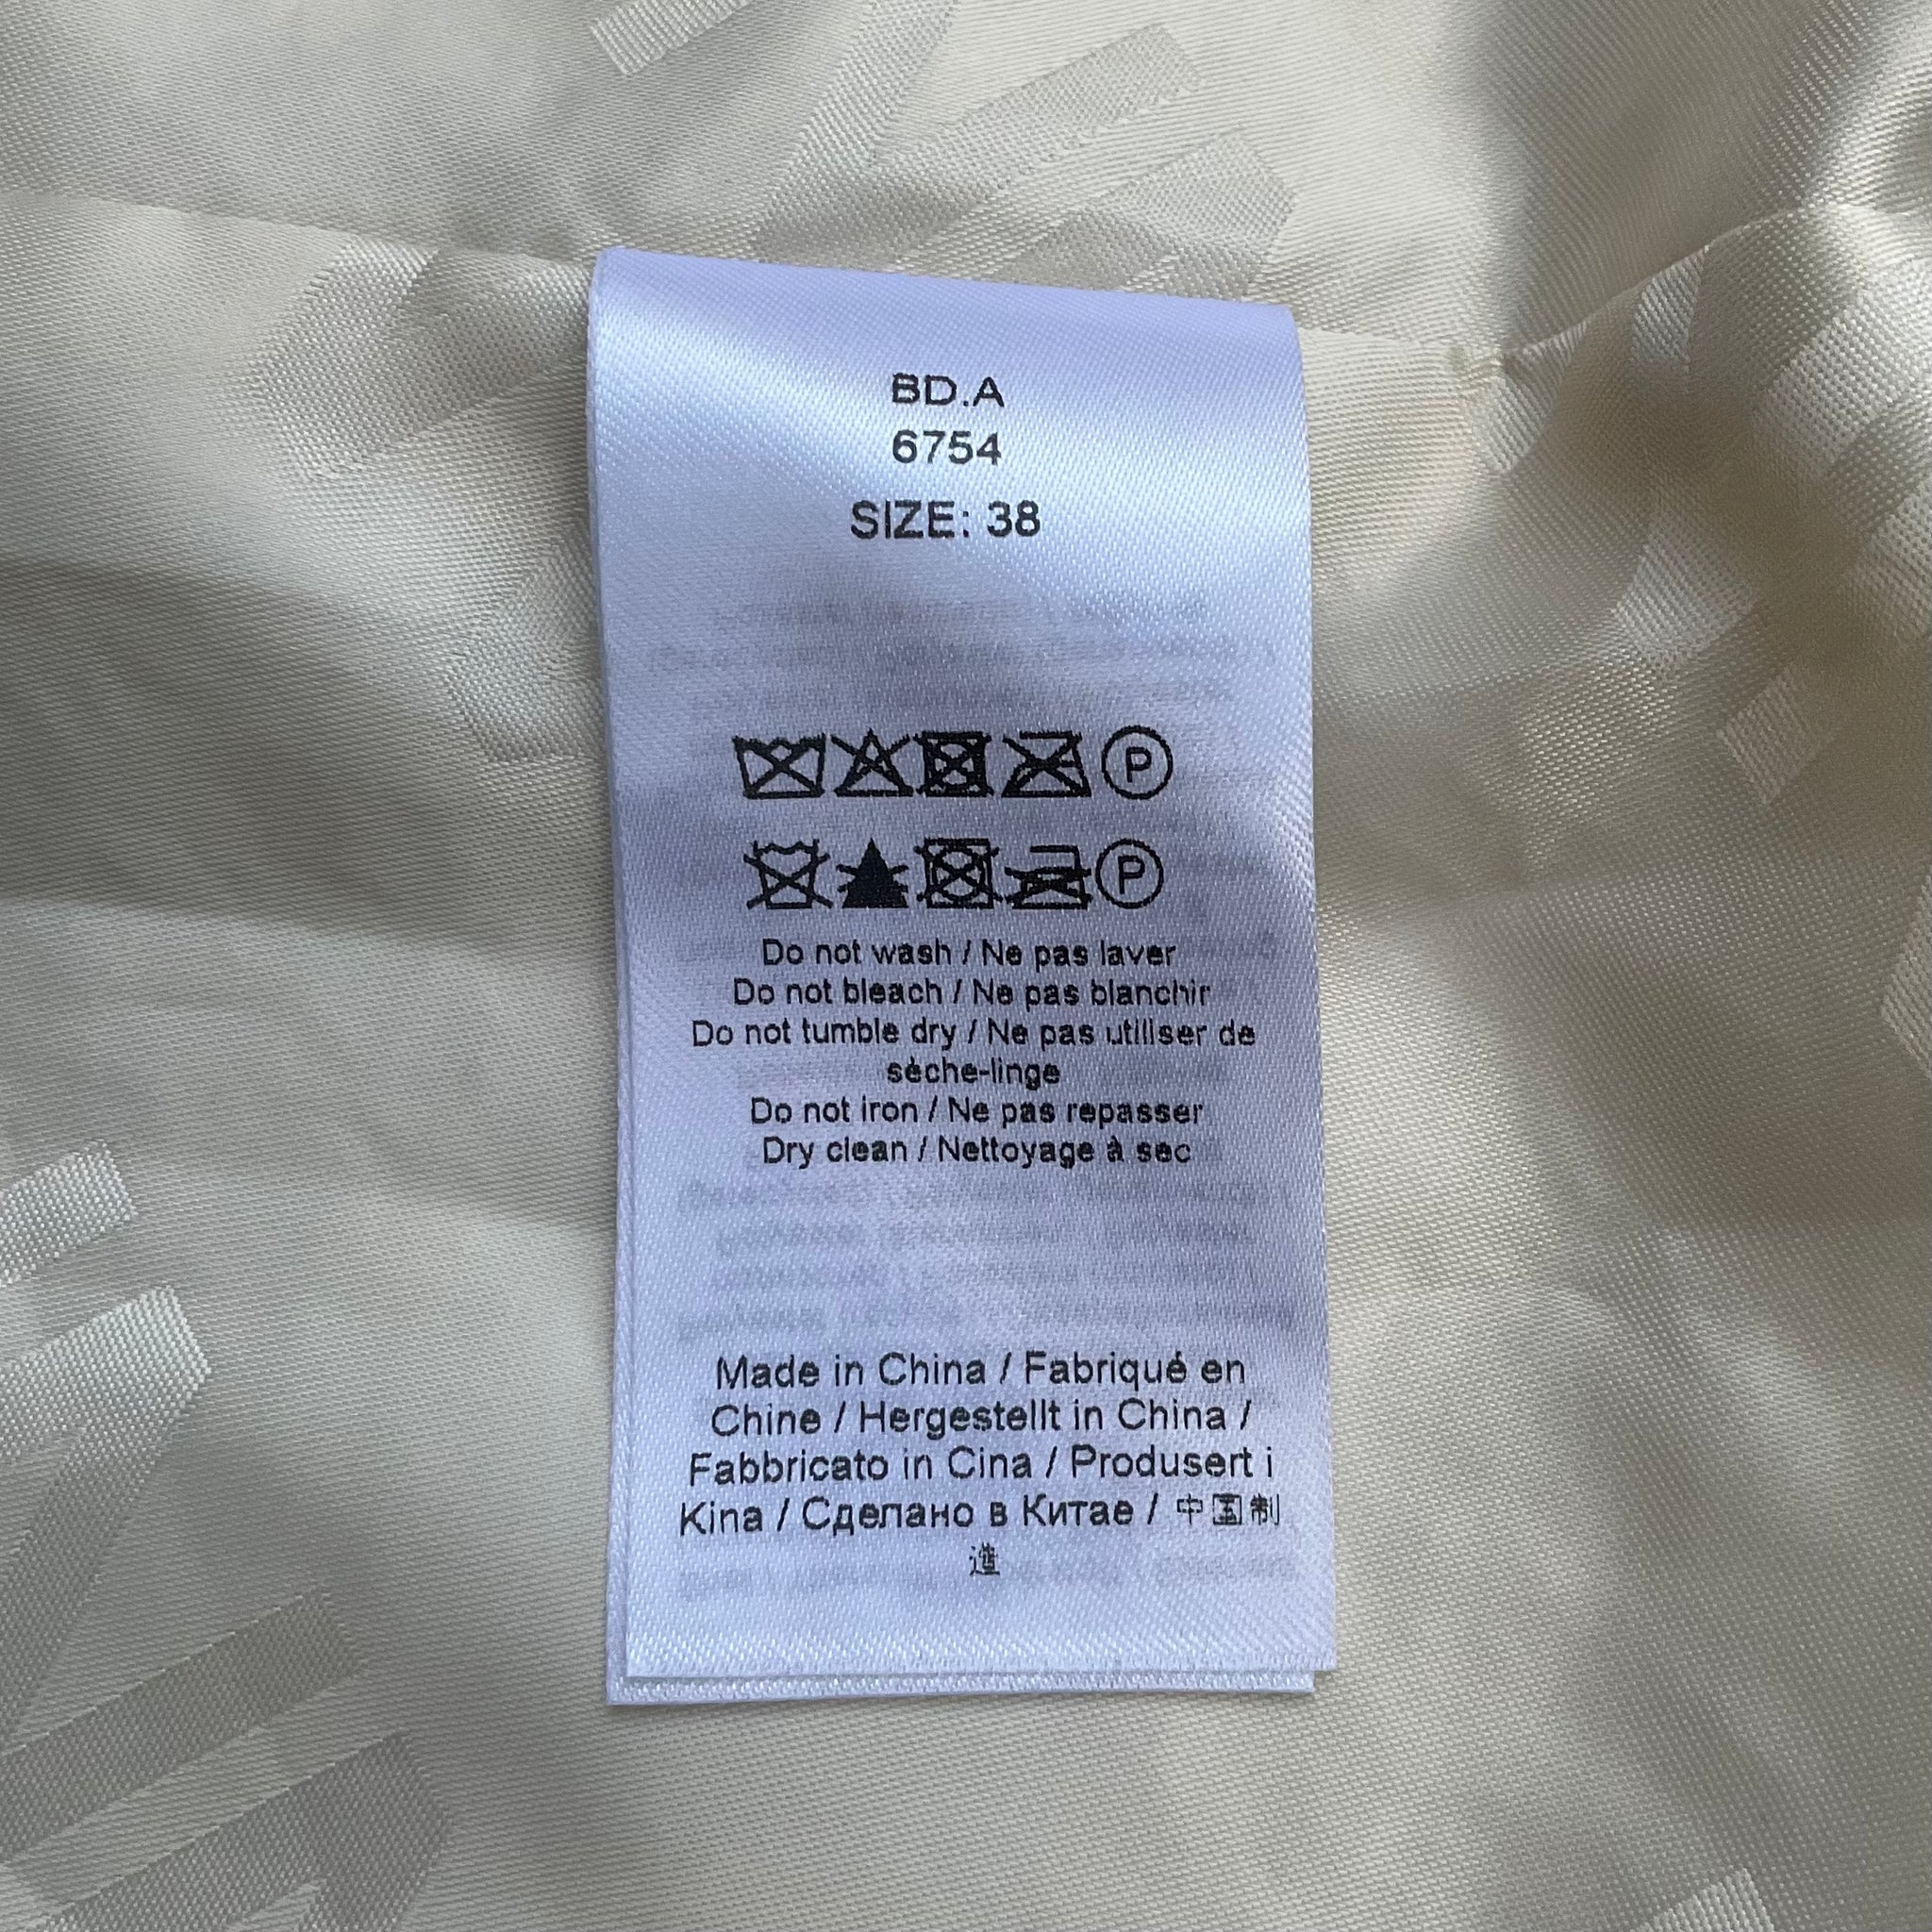 BD.A
6754
SIZE: 38
P
P
Do not wash / Ne pas laver
Do not bleach / Ne pas blanchir
Do not tumble dry / Ne pas utiliser de
sèche-linge
Do not iron / Ne pas repasser
Dry clean / Nettoyage à sec
Made in China / Fabriqué en
Chine / Hergestellt in China /
Fabbricato in Cina / Produsert i
Kina / Сделано в Китае / 中国制
造